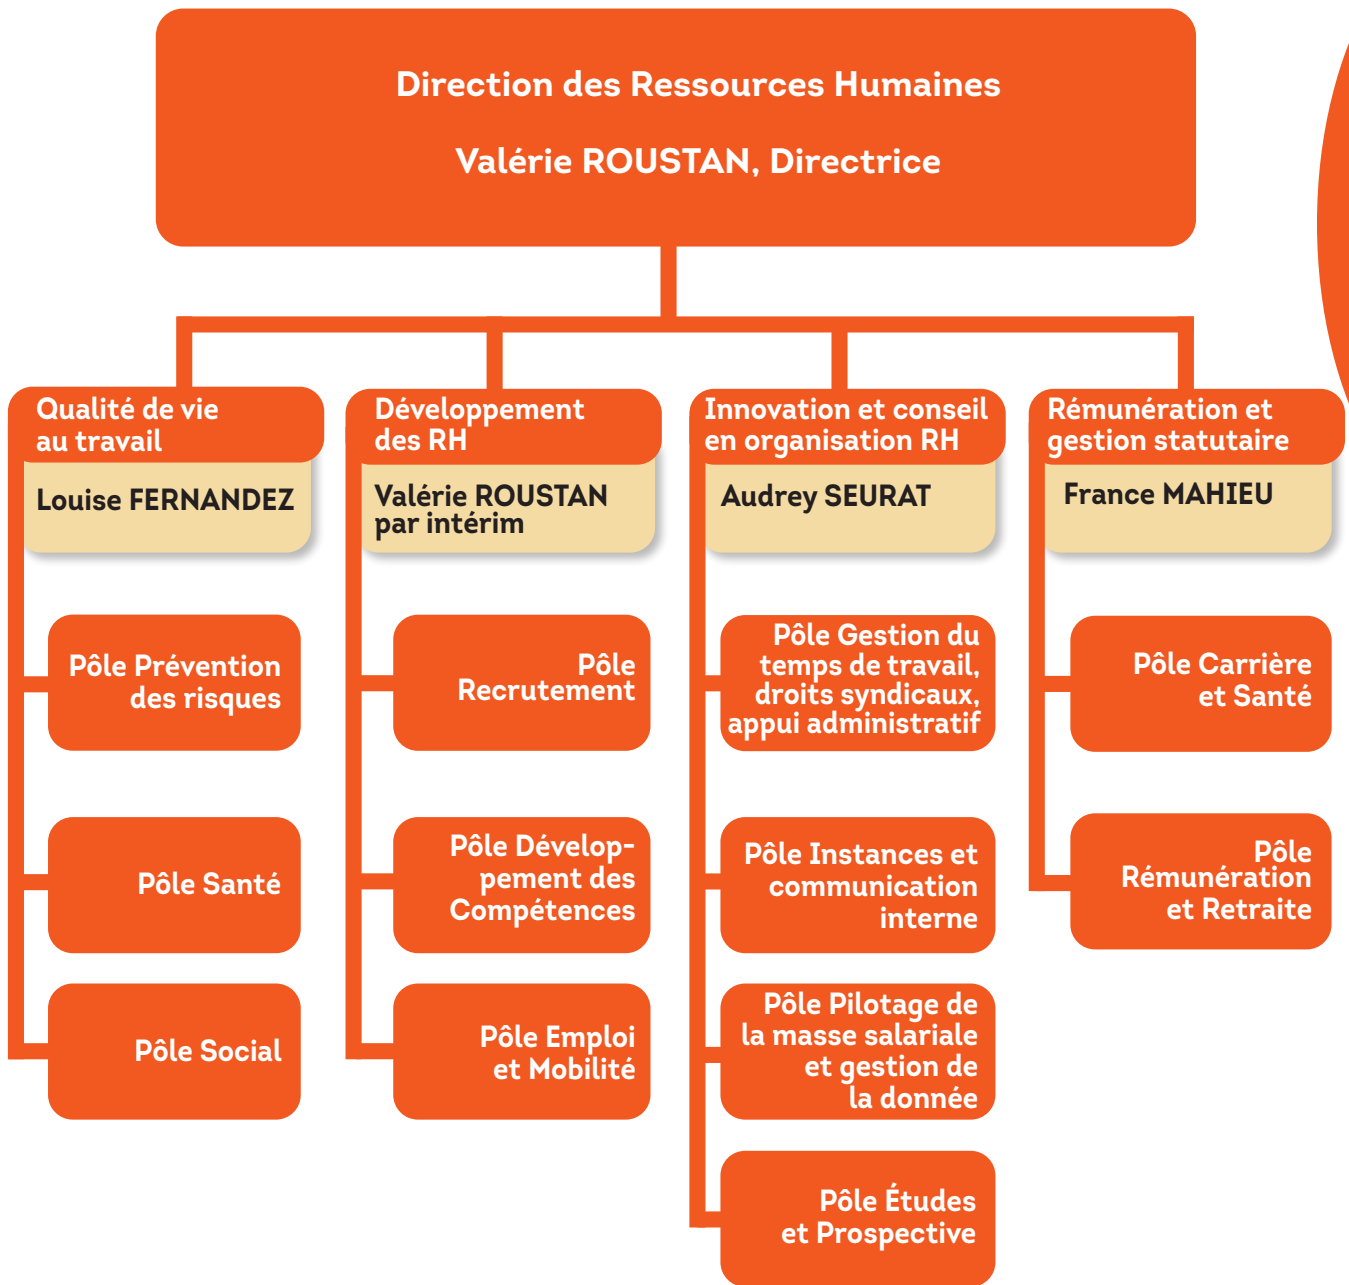 Direction des Ressources Humaines
Valérie ROUSTAN, Directrice
Qualité de vie
au travail
Louise FERNANDEZ
Pôle Prévention
des risques
Pôle Santé
Pôle Social
Développement
des RH
Valérie ROUSTAN
par intérim
Pôle
Recrutement
Pôle Dévelop-
pement des
Compétences
Pôle Emploi
et Mobilité
Innovation et conseil
en organisation RH
Audrey SEURAT
Pôle Gestion du
temps de travail,
droits syndicaux,
appui administratif
Pôle Instances et
communication
interne
Pôle Pilotage de
la masse salariale
et gestion de
la donnée
Pôle Études
et Prospective
Rémunération et
gestion statutaire
France MAHIEU
Pôle Carrière
et Santé
Pôle
Rémunération
et Retraite